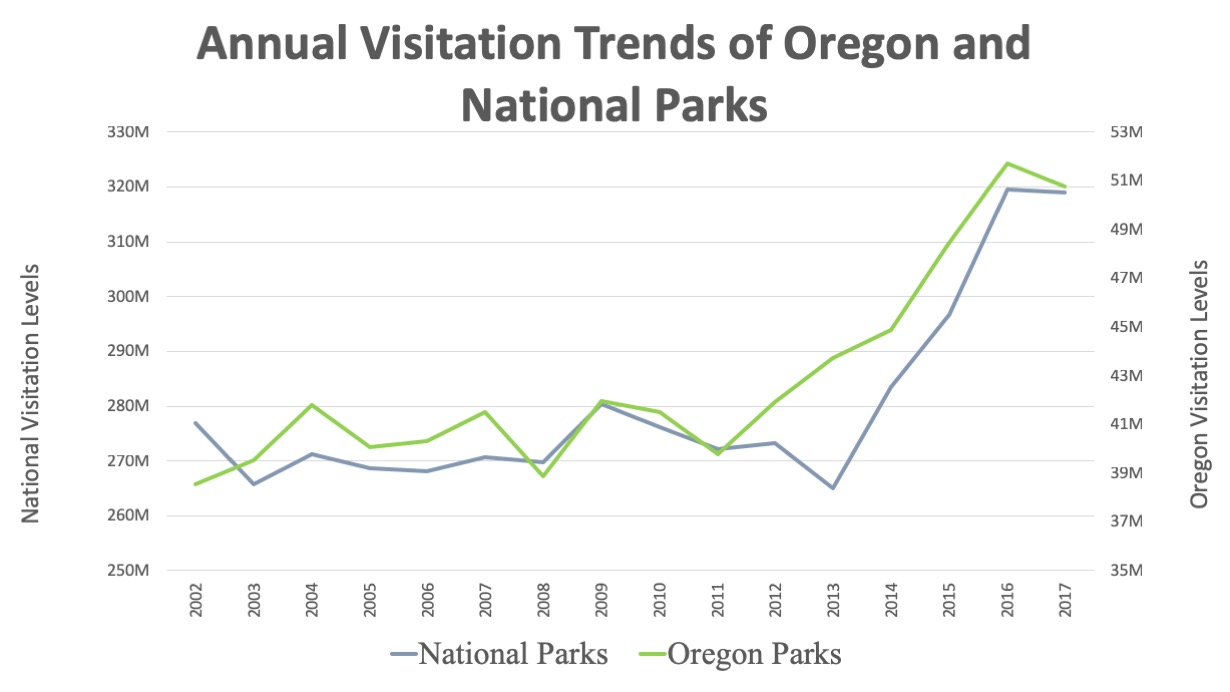 Annual Visitation Trends of Oregon and
National Parks
330M
320M
310M
300M
290M
280M
270M
260M
250M
National Visitation Levels
53M
51M
49M
47M
45M
43M
41M
39M
37M
35M
Oregon Visitation Levels
2002 2003 2004 2005 2006 2007 2008 2009 2010 2011 2012 2013 2014 2015 2016 2017
National Parks Oregon Parks